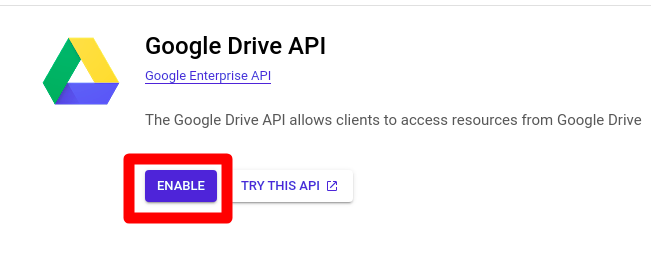 Google Drive API
Google Enterprise API
The Google Drive API allows clients to access resources from Google Drive
ENABLE TRY THIS API